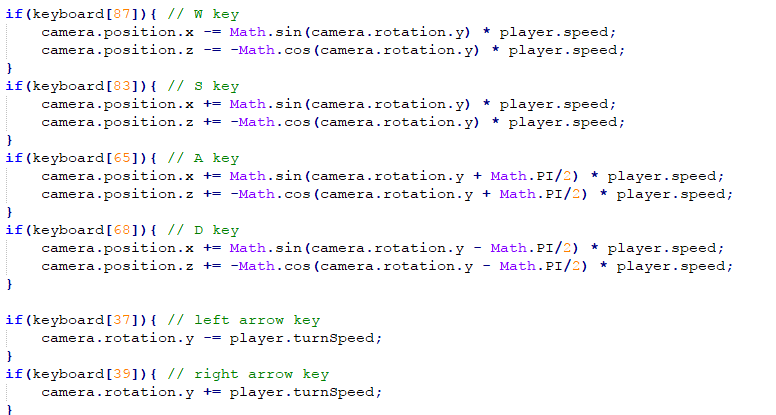 if(keyboard[87]){ // W key
    camera.position.x -= Math.sin(camera.rotation.y) * player.speed;
    camera.position.z -= -Math.cos(camera.rotation.y) * player.speed;
}
if(keyboard[83]){ // S key
    camera.position.x += Math.sin(camera.rotation.y) * player.speed;
    camera.position.z += -Math.cos(camera.rotation.y) * player.speed;
}
if(keyboard[65]){ // A key
    camera.position.x += Math.sin(camera.rotation.y + Math.PI/2) * player.speed;
    camera.position.z += -Math.cos(camera.rotation.y + Math.PI/2) * player.speed;
}
if(keyboard[68]){ // D key
    camera.position.x += Math.sin(camera.rotation.y - Math.PI/2) * player.speed;
    camera.position.z += -Math.cos(camera.rotation.y - Math.PI/2) * player.speed;
}

if(keyboard[37]){ // left arrow key
    camera.rotation.y -= player.turnSpeed;
}
if(keyboard[39]){ // right arrow key
    camera.rotation.y += player.turnSpeed;
}